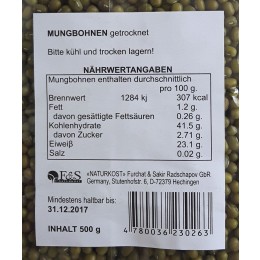 MUNGBOHNEN getrocknet
Bitte kühl und trocken lagern!
NÄHRWERTANGABEN
Mungbohnen enthalten durchschnittlich
pro 100 g.
Brennwert 1284 kj 307 kcal
Fett 1.2 g.
davon gesättigte Fettsäuren 0.26 g.
Kohlenhydrate 41.5 g.
davon Zucker 2.71 g.
Eiweiß 23.1 g.
Salz 0.02 g.
F&S «NATURKOST» Furchat & Sakir Radschapov GbR.
Germany, Stutenhofstr. 6, D-72379 Hechingen
Mindestens haltbar bis:
31.12.2017
INHALT 500 g
4780036230263